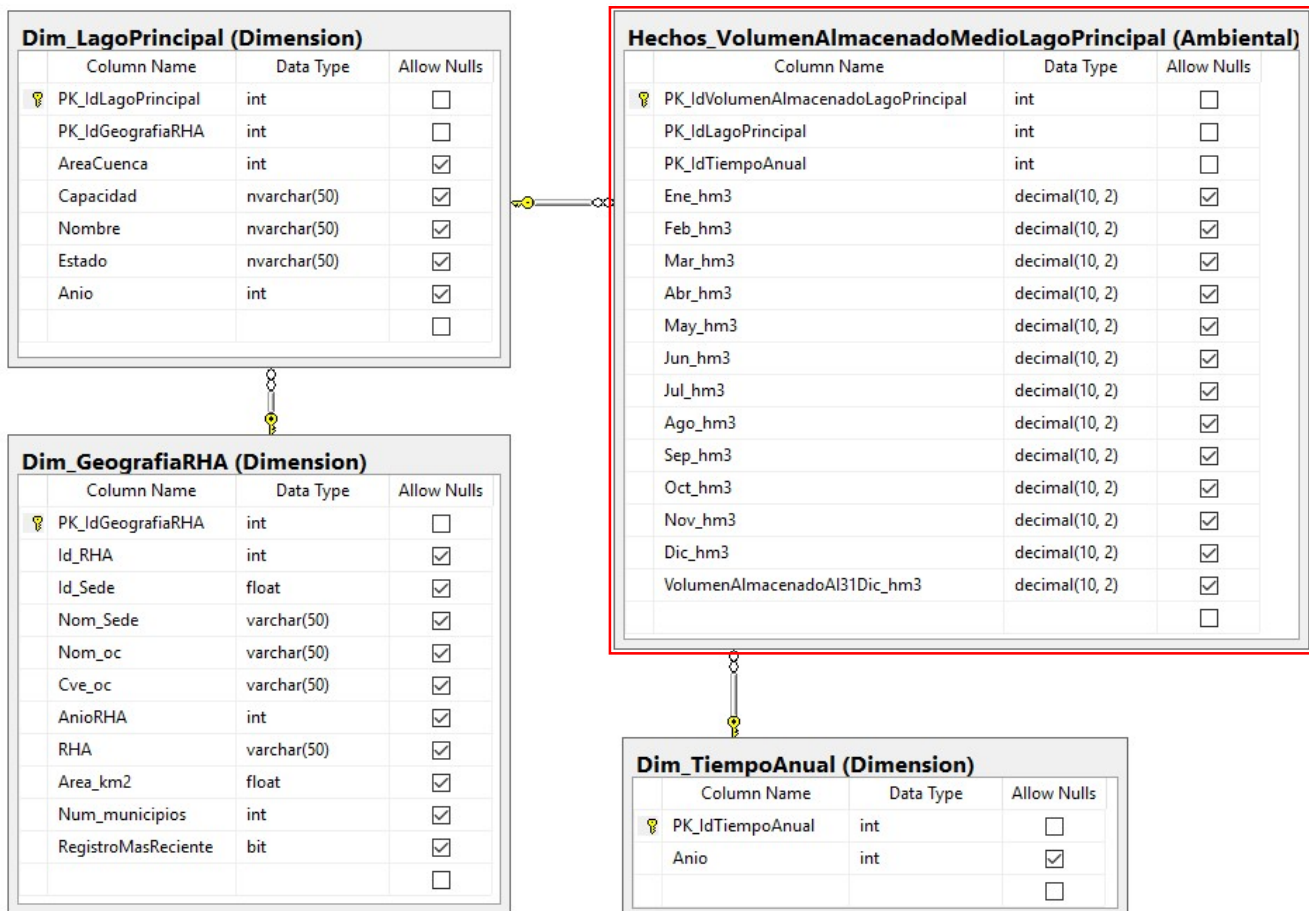 Dim_LagoPrincipal (Dimension)
Column Name Data Type Allow Nulls
PK_IdLagoPrincipal int
PK_IdGeografiaRHA int
AreaCuenca int
Capacidad nvarchar(50)
Nombre nvarchar(50)
Estado nvarchar(50)
Anio int
Hechos_VolumenAlmacenadoMedioLagoPrincipal (Ambiental)
Column Name Data Type Allow Nulls
PK_IdVolumenAlmacenadoLagoPrincipal int
PK_IdLagoPrincipal int
PK_IdTiempoAnual int
Ene_hm3 decimal(10, 2)
Feb_hm3 decimal(10, 2)
Mar_hm3 decimal(10, 2)
Abr_hm3 decimal(10, 2)
May_hm3 decimal(10, 2)
Jun_hm3 decimal(10, 2)
Jul_hm3 decimal(10, 2)
Ago_hm3 decimal(10, 2)
Sep_hm3 decimal(10, 2)
Oct_hm3 decimal(10, 2)
Nov_hm3 decimal(10, 2)
Dic_hm3 decimal(10, 2)
VolumenAlmacenadoAl31Dic_hm3 decimal(10, 2)
Dim_GeografiaRHA (Dimension)
Column Name Data Type Allow Nulls
PK_IdGeografiaRHA int
Id_RHA int
Id_Sede float
Nom_Sede varchar(50)
Nom_oc varchar(50)
Cve_oc varchar(50)
AnioRHA int
RHA varchar(50)
Area_km2 float
Num_municipios int
RegistroMasReciente bit
Dim_TiempoAnual (Dimension)
Column Name Data Type Allow Nulls
PK_IdTiempoAnual int
Anio int